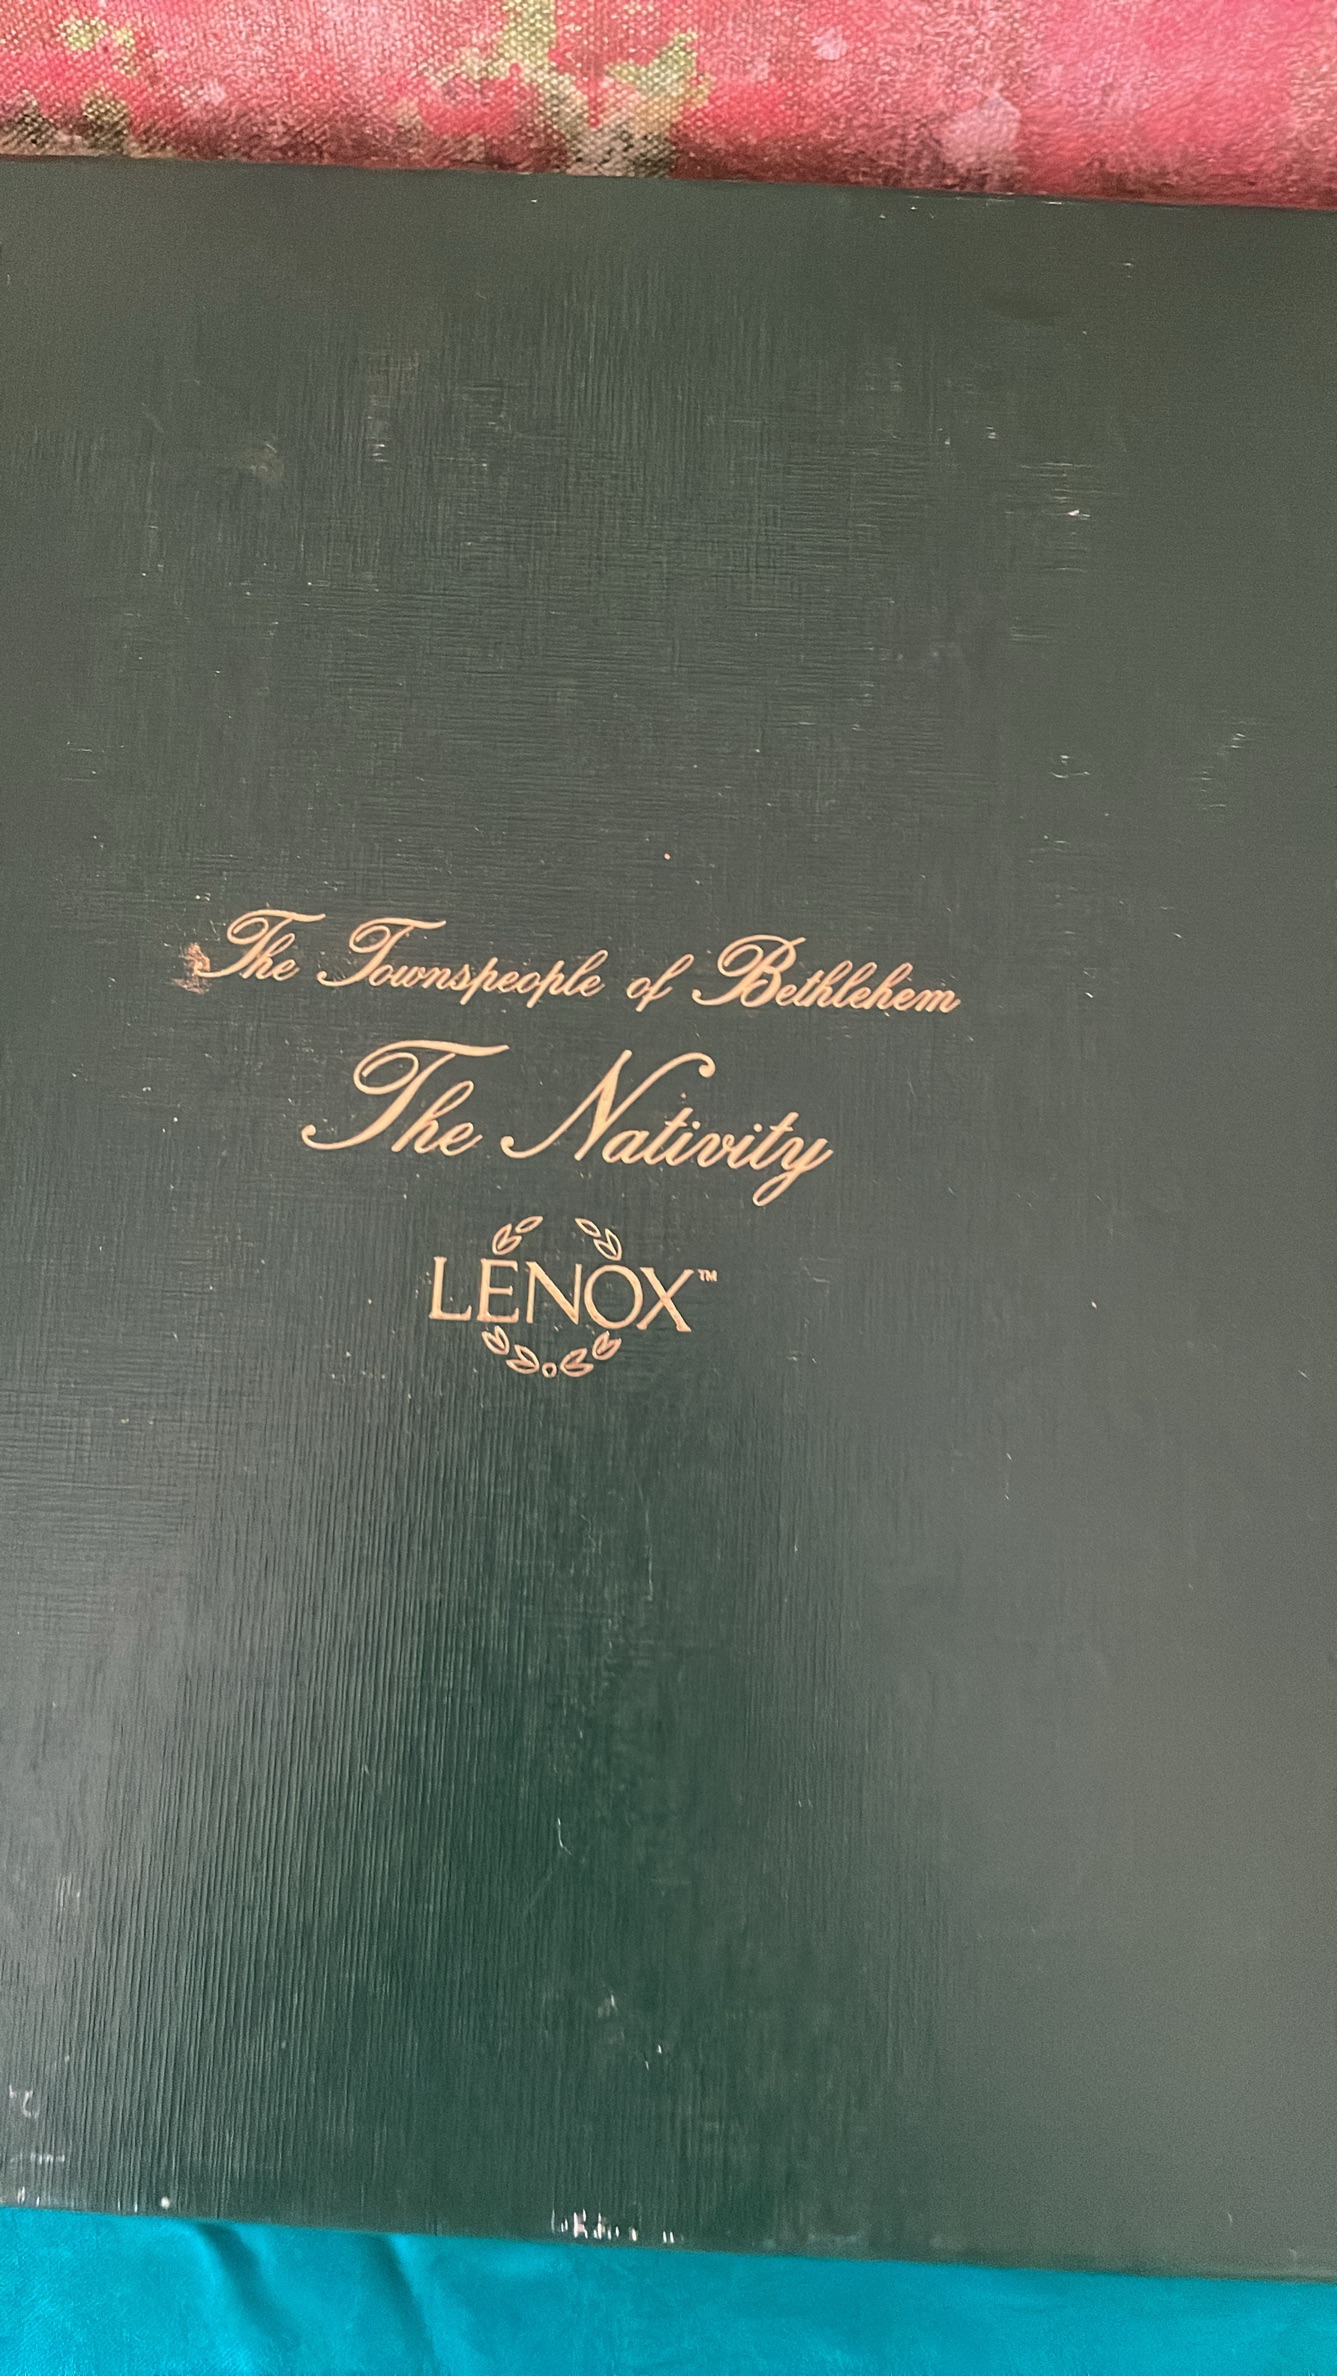 The Townspeople of Bethlehem
The Nativity
LENOX™